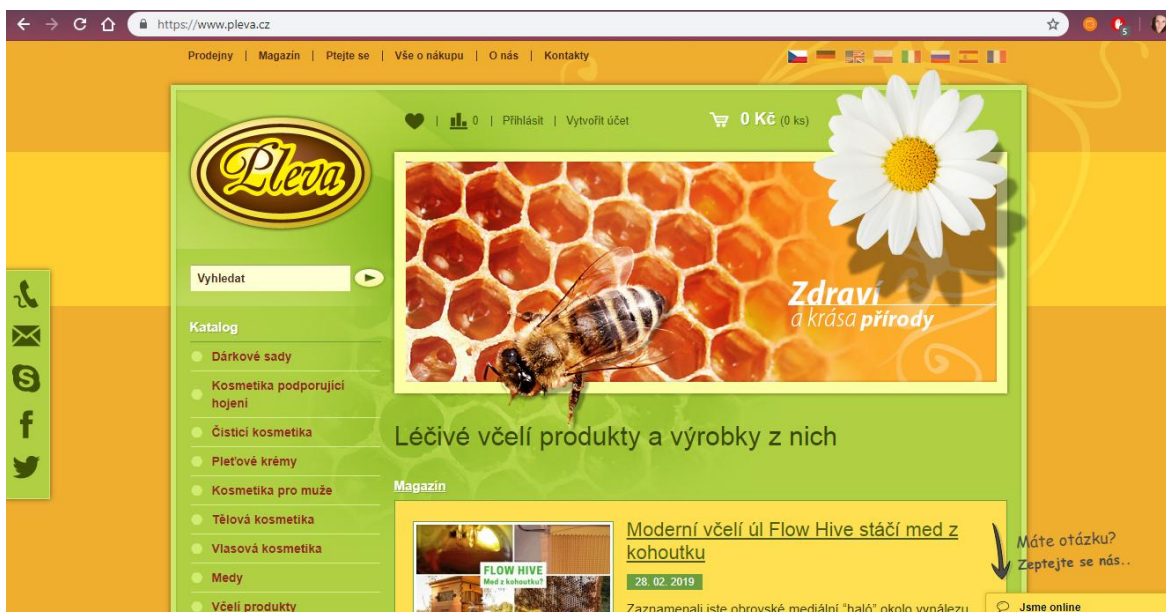 https://www.pleva.cz
5
Prodejny | Magazín | Ptejte se | Vše o nákupu | O nás | Kontakty
0 | Přihlásit | Vytvořit účet
0 Kč (0 ks)
Pleva
Vyhledat
Zdraví
a krása přírody
Katalog
Dárkové sady
Kosmetika podporující
hojení
Čisticí kosmetika
Pleťové krémy
Kosmetika pro muže
Tělová kosmetika
Vlasová kosmetika
Medy
Včelí produkty
Léčivé včelí produkty a výrobky z nich
Magazín
FLOW HIVE
Med z kohoutku?
Moderní včelí úl Flow Hive stáčí med z
kohoutku
28. 02. 2019
Zaznamenali jste obrovské mediální "haló" okolo vynálezu
Máte otázku?
Zeptejte se nás..
Jsme online